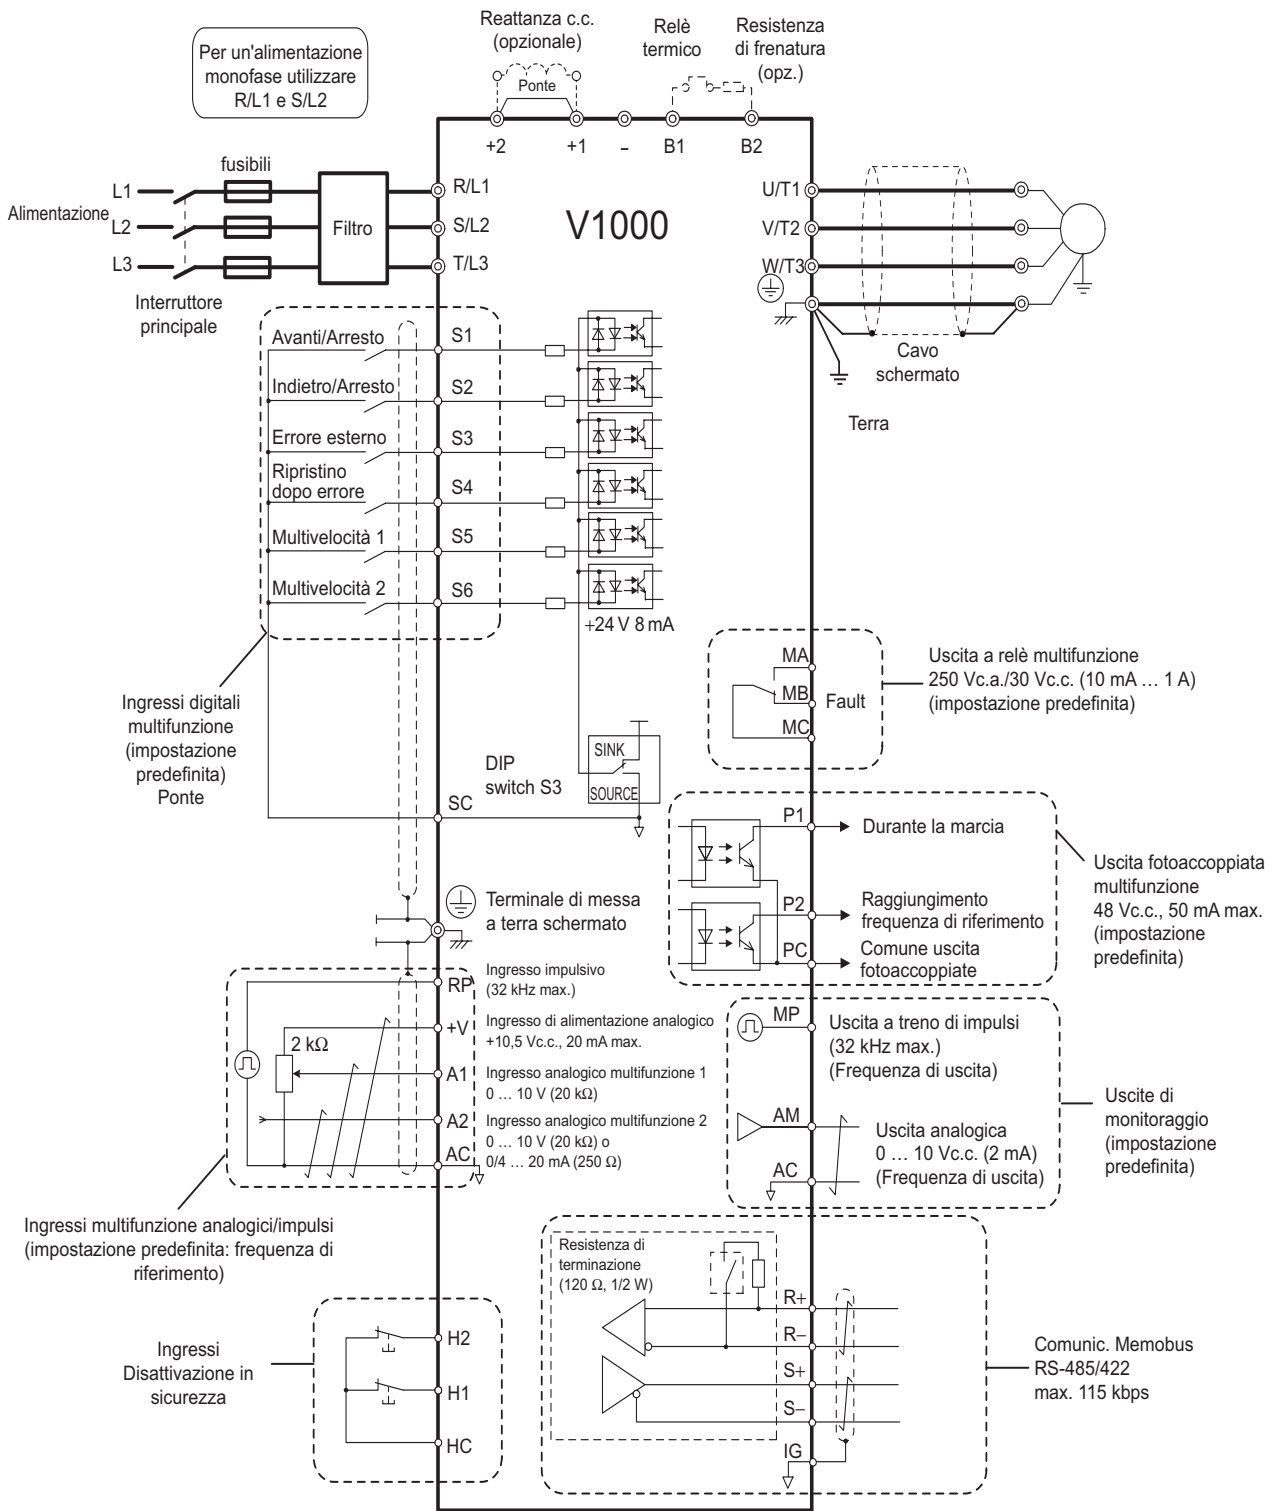 Per un'alimentazione
monofase utilizzare
R/L1 e S/L2
Reattanza c.c.
(opzionale)
Ponte
Relè
termico
Resistenza
di frenatura
(opz.)
+2
+1
–
B1
B2
fusibili
L1
Alimentazione
L2
L3
Filtro
Interruttore
principale
R/L1
S/L2
T/L3
V1000
U/T1
V/T2
W/T3
Cavo
schermato
Terra
Avanti/Arresto
S1
Indietro/Arresto
S2
Errore esterno
S3
Ripristino
dopo errore
S4
Multivelocità 1
S5
Multivelocità 2
S6
+24 V 8 mA
Ingressi digitali
multifunzione
(impostazione
predefinita)
Ponte
DIP
switch S3
SINK
SOURCE
SC
MA
MB
MC
Fault
Uscita a relè multifunzione
250 Vc.a./30 Vc.c. (10 mA … 1 A)
(impostazione predefinita)
P1
Durante la marcia
P2
Raggiungimento
frequenza di riferimento
PC
Comune uscita
fotoaccoppiate
Uscita fotoaccoppiata
multifunzione
48 Vc.c., 50 mA max.
(impostazione
predefinita)
Terminale di messa
a terra schermato
RP
Ingresso impulsivo
(32 kHz max.)
+V
Ingresso di alimentazione analogico
+10,5 Vc.c., 20 mA max.
2 kΩ
A1
Ingresso analogico multifunzione 1
0 … 10 V (20 kΩ)
A2
Ingresso analogico multifunzione 2
0 … 10 V (20 kΩ) o
0/4 … 20 mA (250 Ω)
AC
Ingressi multifunzione analogici/impulsi
(impostazione predefinita: frequenza di
riferimento)
MP
Uscita a treno di impulsi
(32 kHz max.)
(Frequenza di uscita)
AM
Uscita analogica
0 … 10 Vc.c. (2 mA)
(Frequenza di uscita)
AC
Uscite di
monitoraggio
(impostazione
predefinita)
Ingressi
Disattivazione in
sicurezza
H2
H1
HC
Resistenza di
terminazione
(120 Ω, 1/2 W)
R+
R–
S+
S–
IG
Comunic. Memobus
RS-485/422
max. 115 kbps